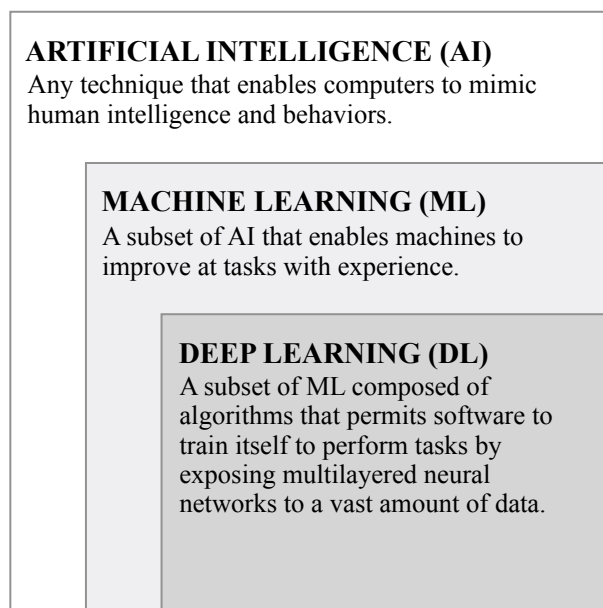 ARTIFICIAL INTELLIGENCE (AI)
Any technique that enables computers to mimic
human intelligence and behaviors.
MACHINE LEARNING (ML)
A subset of AI that enables machines to
improve at tasks with experience.
DEEP LEARNING (DL)
A subset of ML composed of
algorithms that permits software to
train itself to perform tasks by
exposing multilayered neural
networks to a vast amount of data.